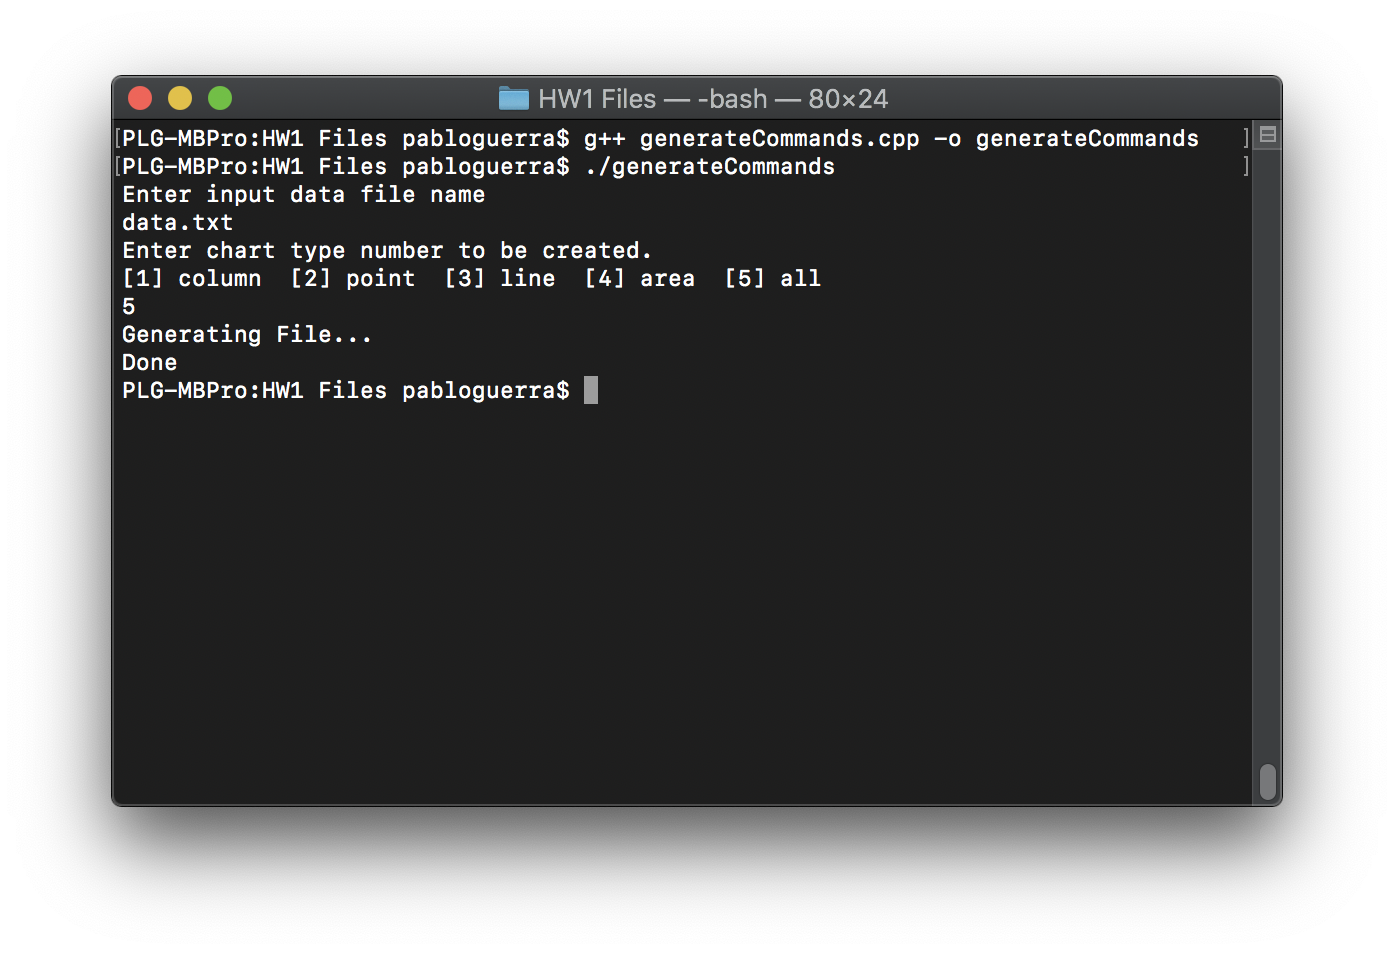 HW1 Files — -bash — 80×24
[PLG-MBPro:HW1 Files pabloguerra$ g++ generateCommands.cpp -o generateCommands ]
[PLG-MBPro:HW1 Files pabloguerra$ ./generateCommands ]
Enter input data file name
data.txt
Enter chart type number to be created.
[1] column  [2] point  [3] line  [4] area  [5] all
5
Generating File...
Done
PLG-MBPro:HW1 Files pabloguerra$